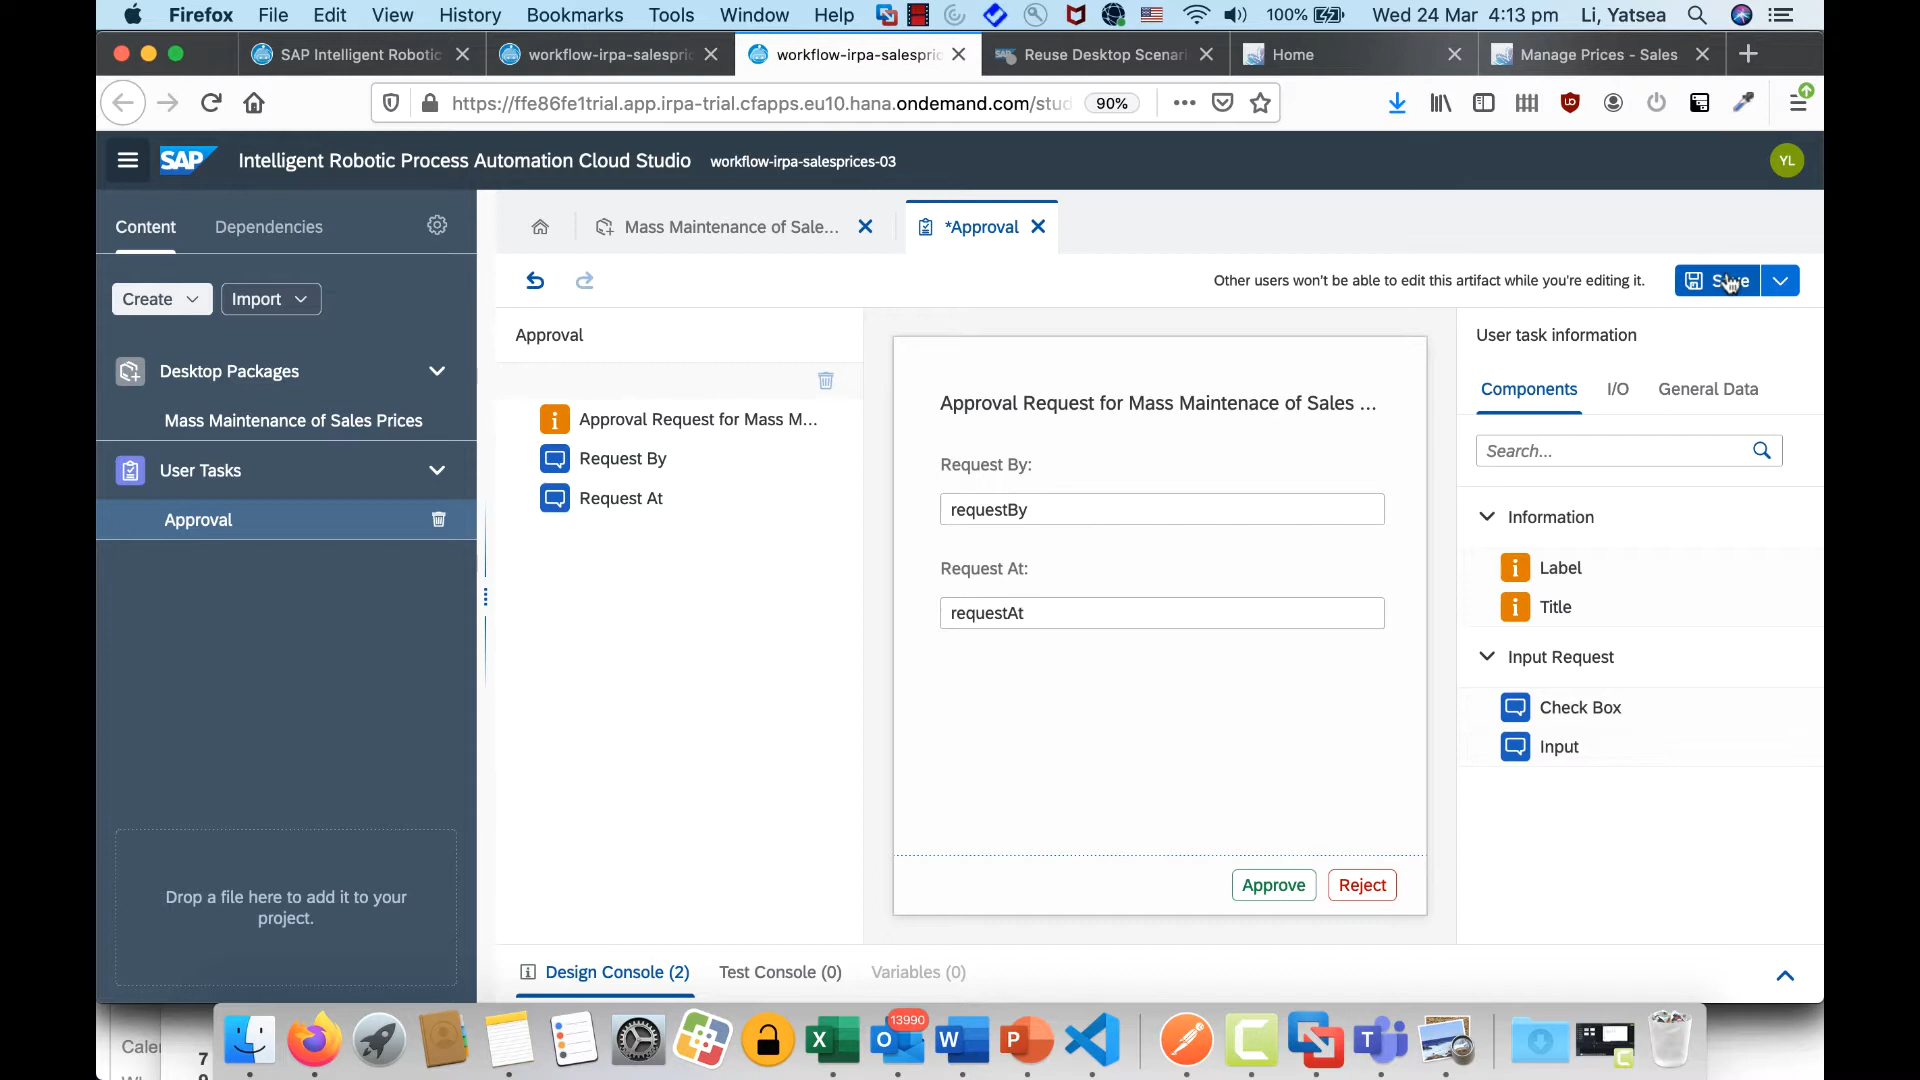 Firefox File Edit View History Bookmarks Tools Window Help 100% Wed 24 Mar 4:13 pm Li, Yatsea
SAP Intelligent Robotic
workflow-irpa-salespric
workflow-irpa-salespric
Reuse Desktop Scenari
Home
Manage Prices - Sales
https://ffe86fe1trial.app.irpa-trial.cfapps.eu10.hana.ondemand.com/stud 90%
SAP Intelligent Robotic Process Automation Cloud Studio workflow-irpa-salesprices-03 YL
Content Dependencies
Mass Maintenance of Sale...
*Approval
Create Import
Other users won't be able to edit this artifact while you're editing it. Save
Desktop Packages
Mass Maintenance of Sales Prices
User Tasks
Approval
Drop a file here to add it to your
project.
Approval
Approval Request for Mass M...
Request By
Request At
Approval Request for Mass Maintenace of Sales ...
Request By:
requestBy
Request At:
requestAt
Approve Reject
User task information
Components I/O General Data
Search...
Information
Label
Title
Input Request
Check Box
Input
Design Console (2) Test Console (0) Variables (0)
13990
Caler
7